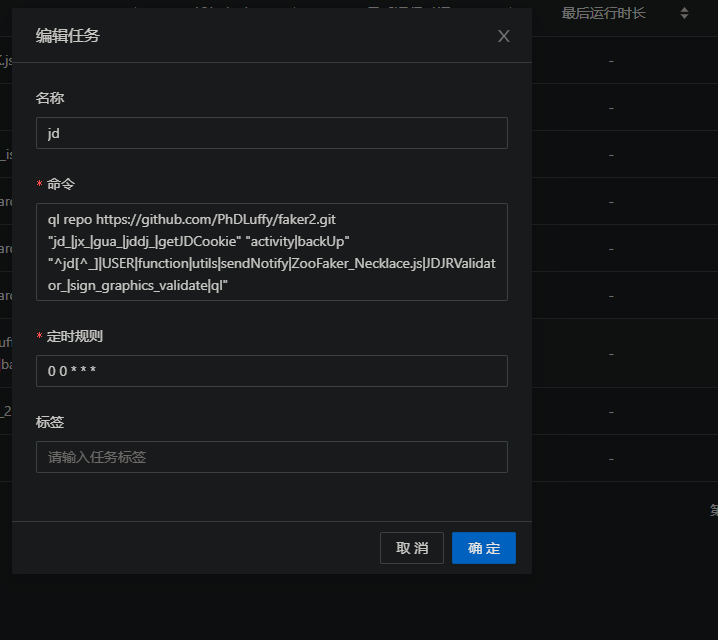 最后运行时长
编辑任务
名称
jd
* 命令
ql repo https://github.com/PhDLuffy/faker2.git
"jd_|jx_|gua_|jddj_|getJDCookie" "activity|backUp"
"^jd[^_]|USER|function|utils|sendNotify|ZooFaker_Necklace.js|JDJRValidat
or_|sign_graphics_validate|ql"
* 定时规则
0 0 * * *
标签
请输入任务标签
取 消
确 定